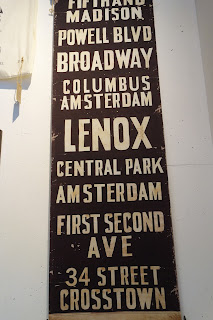 FIFTH AND
MADISON
POWELL BLVD
BROADWAY
COLUMBUS
AMSTERDAM
LENOX
CENTRAL PARK
AMSTERDAM
FIRST SECOND
AVE
34 STREET
CROSSTOWN